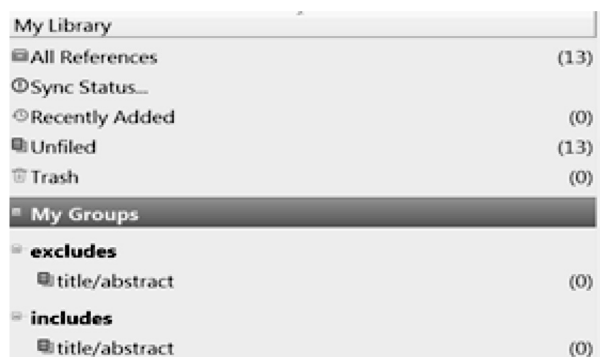 My Library
All References (13)
Sync Status...
Recently Added (0)
Unfiled (13)
Trash (0)
My Groups
excludes
title/abstract (0)
includes
title/abstract (0)